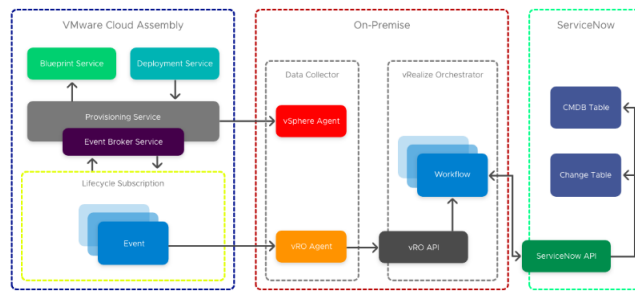 VMware Cloud Assembly
Blueprint Service
Deployment Service
Provisioning Service
Event Broker Service
Lifecycle Subscription
Event
On-Premise
Data Collector
vSphere Agent
vRO Agent
vRealize Orchestrator
Workflow
vRO API
ServiceNow
CMDB Table
Change Table
ServiceNow API